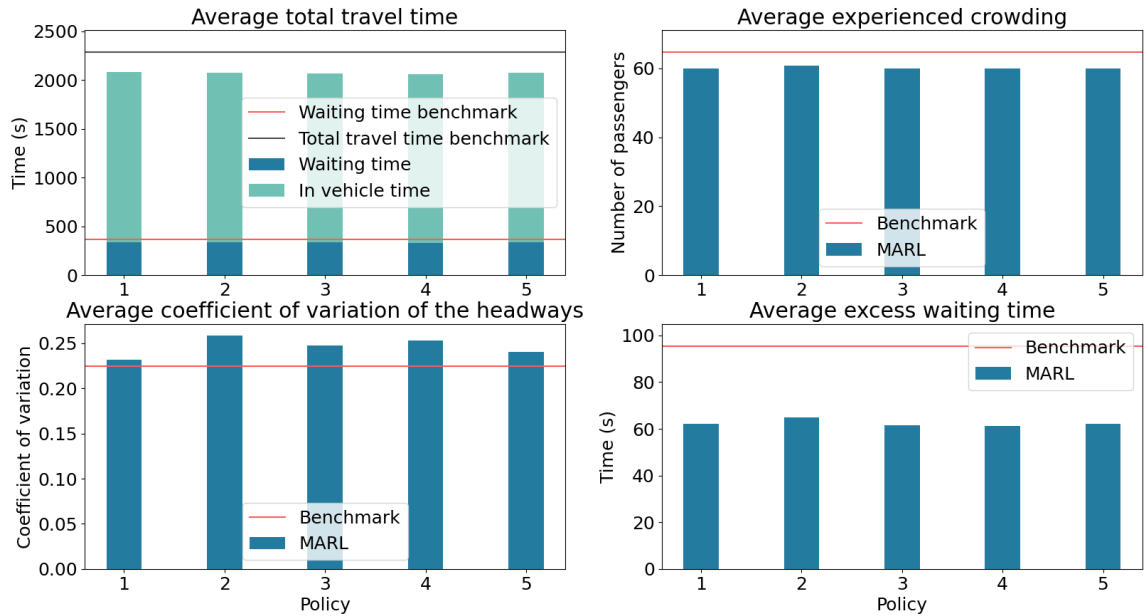 Average total travel time
2500
2000
1500
1000
500
0
Time (s)
Waiting time benchmark
Total travel time benchmark
Waiting time
In vehicle time
1 2 3 4 5
Average experienced crowding
60
40
20
0
Number of passengers
Benchmark
MARL
1 2 3 4 5
Average coefficient of variation of the headways
0.25
0.20
0.15
0.10
0.05
0.00
Coefficient of variation
Benchmark
MARL
1 2 3 4 5
Policy
Average excess waiting time
100
80
60
40
20
0
Time (s)
Benchmark
MARL
1 2 3 4 5
Policy